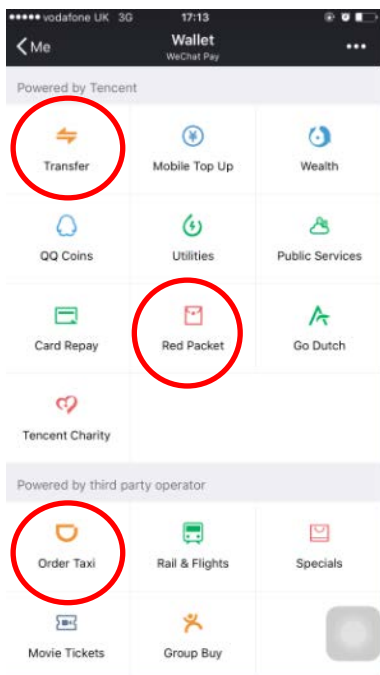 vodafone UK 3G 17:13
Me Wallet
WeChat Pay
Powered by Tencent
Transfer Mobile Top Up Wealth
QQ Coins Utilities Public Services
Card Repay Red Packet Go Dutch
Tencent Charity
Powered by third party operator
Order Taxi Rail & Flights Specials
Movie Tickets Group Buy